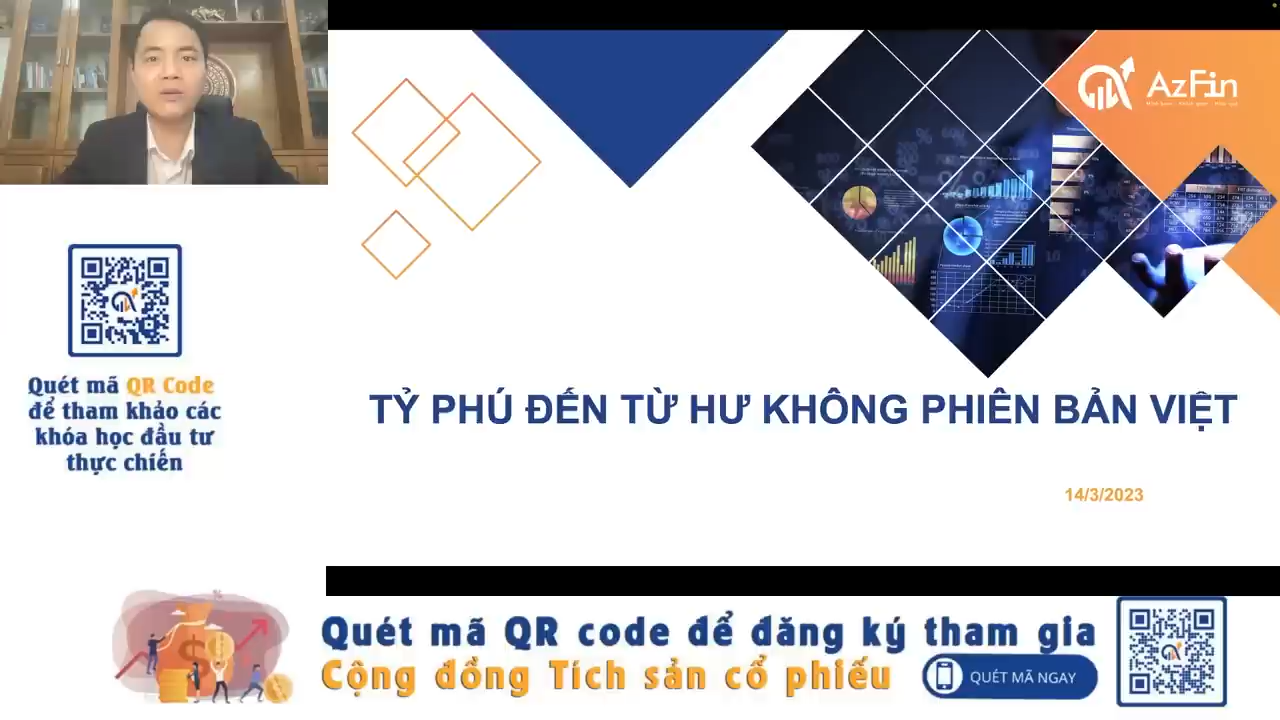 AzFin
Quét mã QR Code
để tham khảo các
khóa học đầu tư
thực chiến
TỶ PHÚ ĐẾN TỪ HƯ KHÔNG PHIÊN BẢN VIỆT
14/3/2023
Quét mã QR code để đăng ký tham gia
Cộng đồng Tích sản cổ phiếu
QUÉT MÃ NGAY